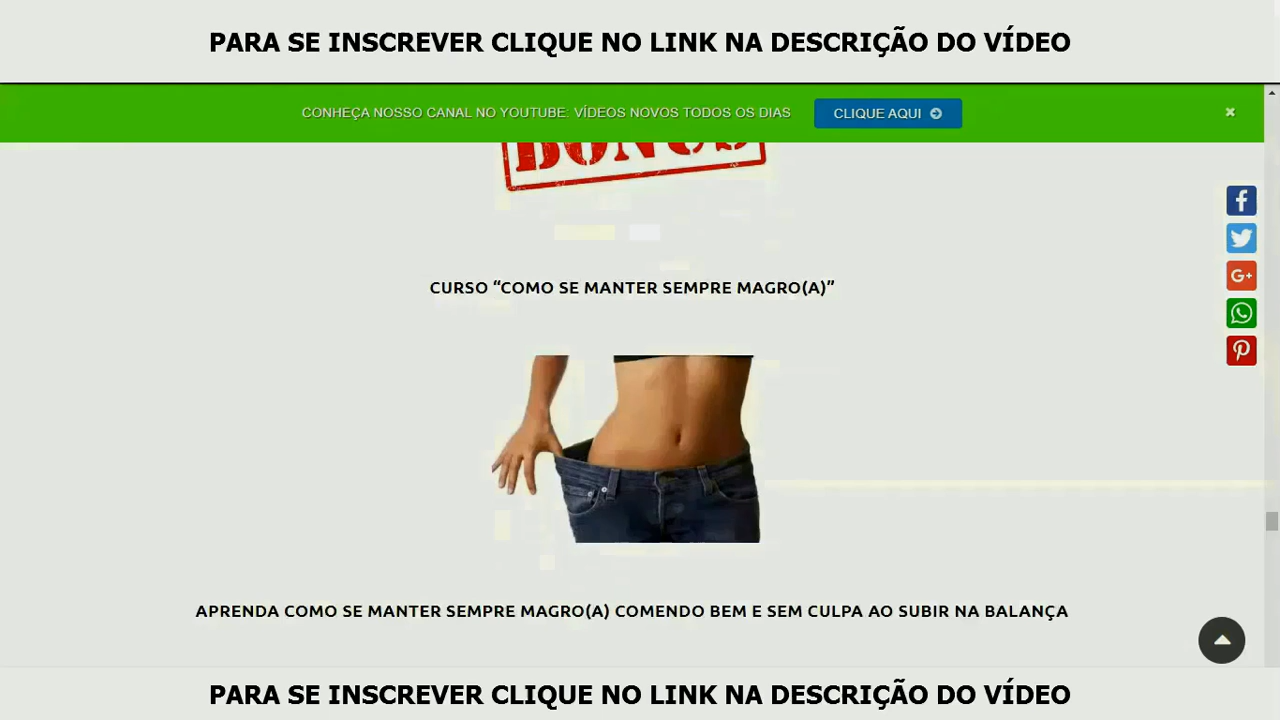 PARA SE INSCREVER CLIQUE NO LINK NA DESCRIÇÃO DO VÍDEO
CONHEÇA NOSSO CANAL NO YOUTUBE: VÍDEOS NOVOS TODOS OS DIAS CLIQUE AQUI
BONUS
CURSO “COMO SE MANTER SEMPRE MAGRO(A)”
APRENDA COMO SE MANTER SEMPRE MAGRO(A) COMENDO BEM E SEM CULPA AO SUBIR NA BALANÇA
PARA SE INSCREVER CLIQUE NO LINK NA DESCRIÇÃO DO VÍDEO